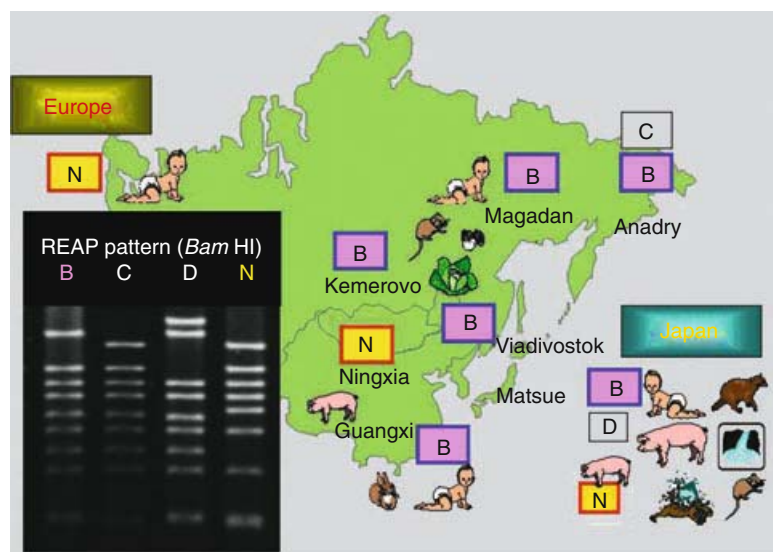 Europe
C
N
B
B
Magadan
Anadry
REAP pattern (Bam HI)
B C D N
B
Kemerovo
B
Viadivostok
Japan
N
Ningxia
Matsue
B
D
Guangxi
B
N